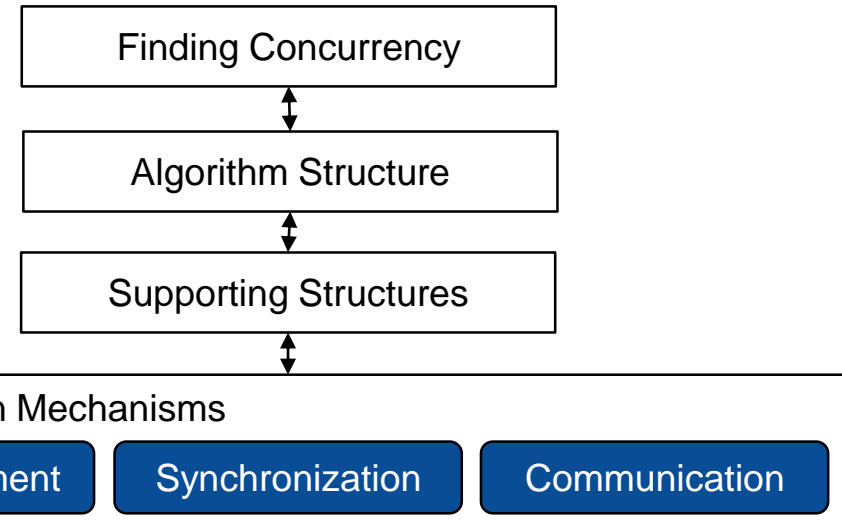 Finding Concurrency
Algorithm Structure
Supporting Structures
Mechanisms
Synchronization
Communication